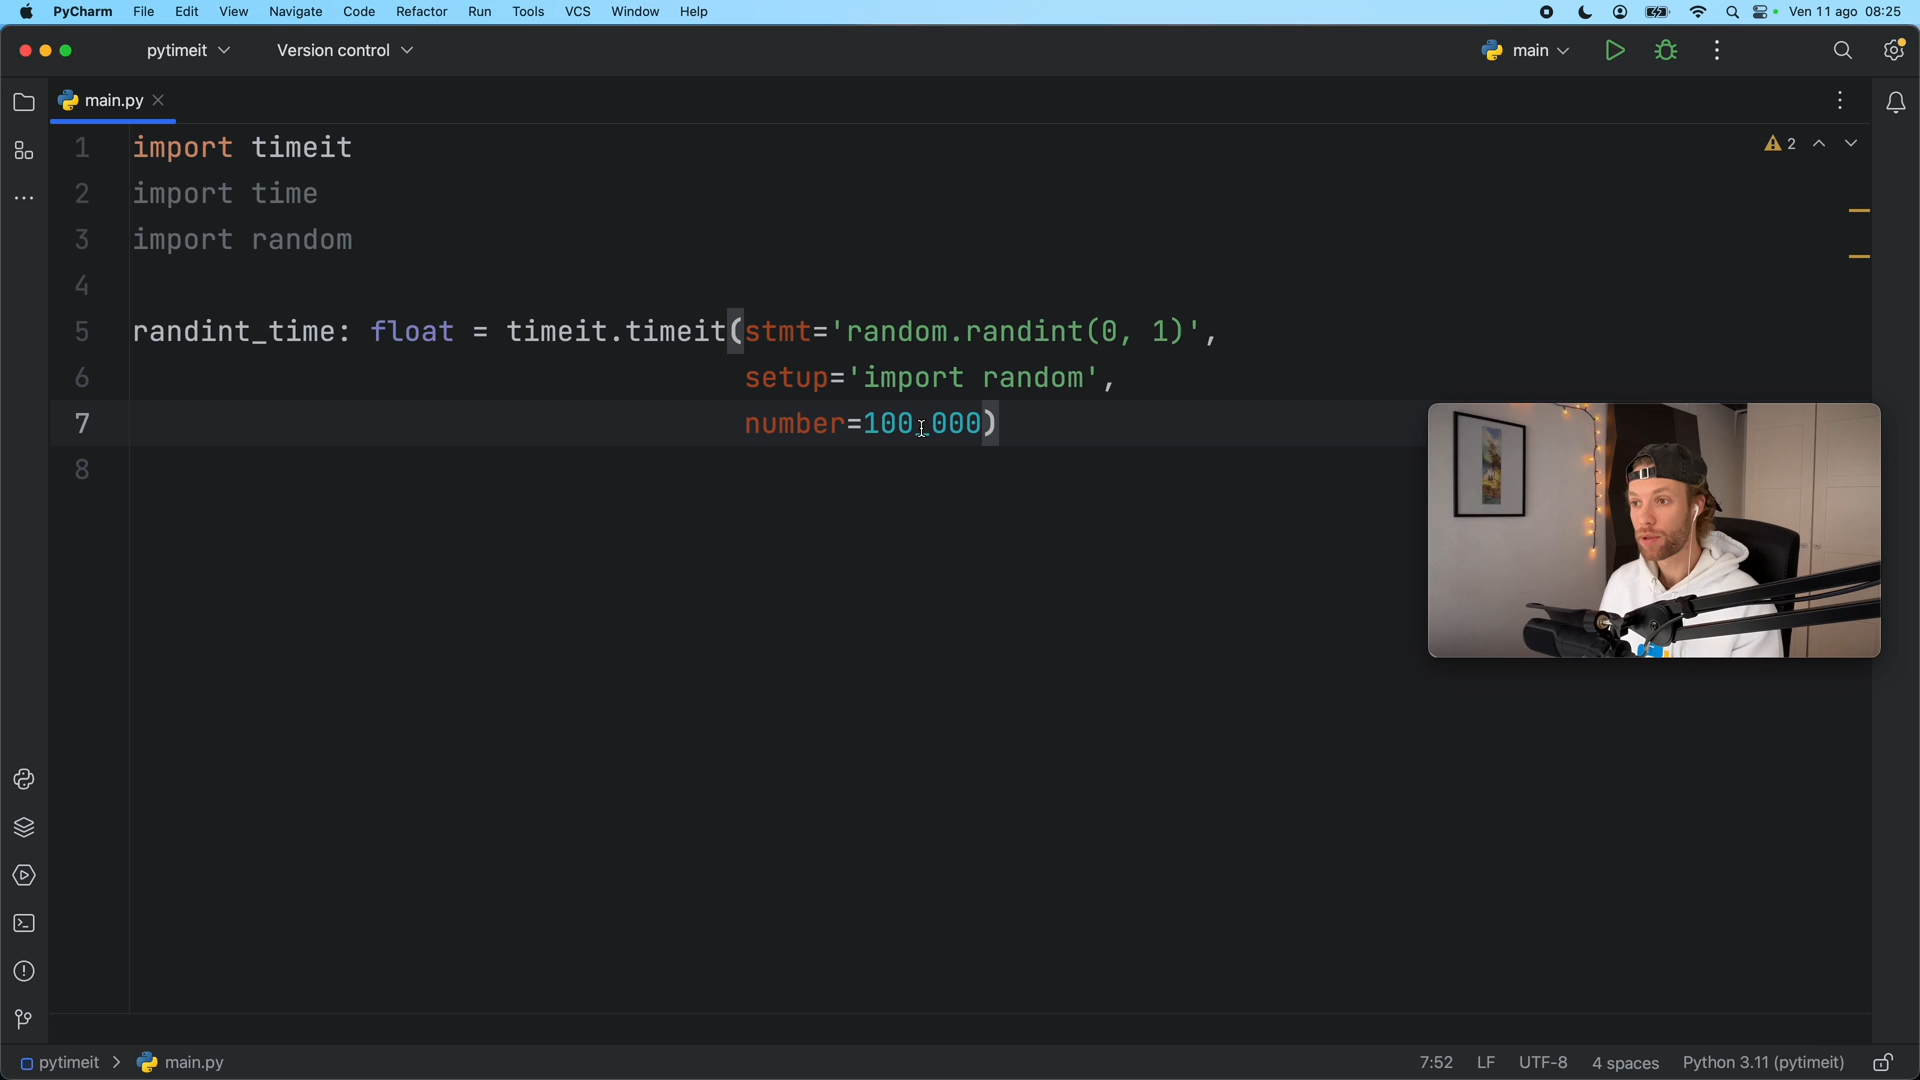 PyCharm File Edit View Navigate Code Refactor Run Tools VCS Window Help Ven 11 ago 08:25
pytimeit Version control main
main.py
2
1 import timeit
2 import time
3 import random
4
5 randint_time: float = timeit.timeit(stmt='random.randint(0, 1)',
6 setup='import random',
7 number=100_000)
8
pytimeit main.py 7:52 LF UTF-8 4 spaces Python 3.11 (pytimeit)